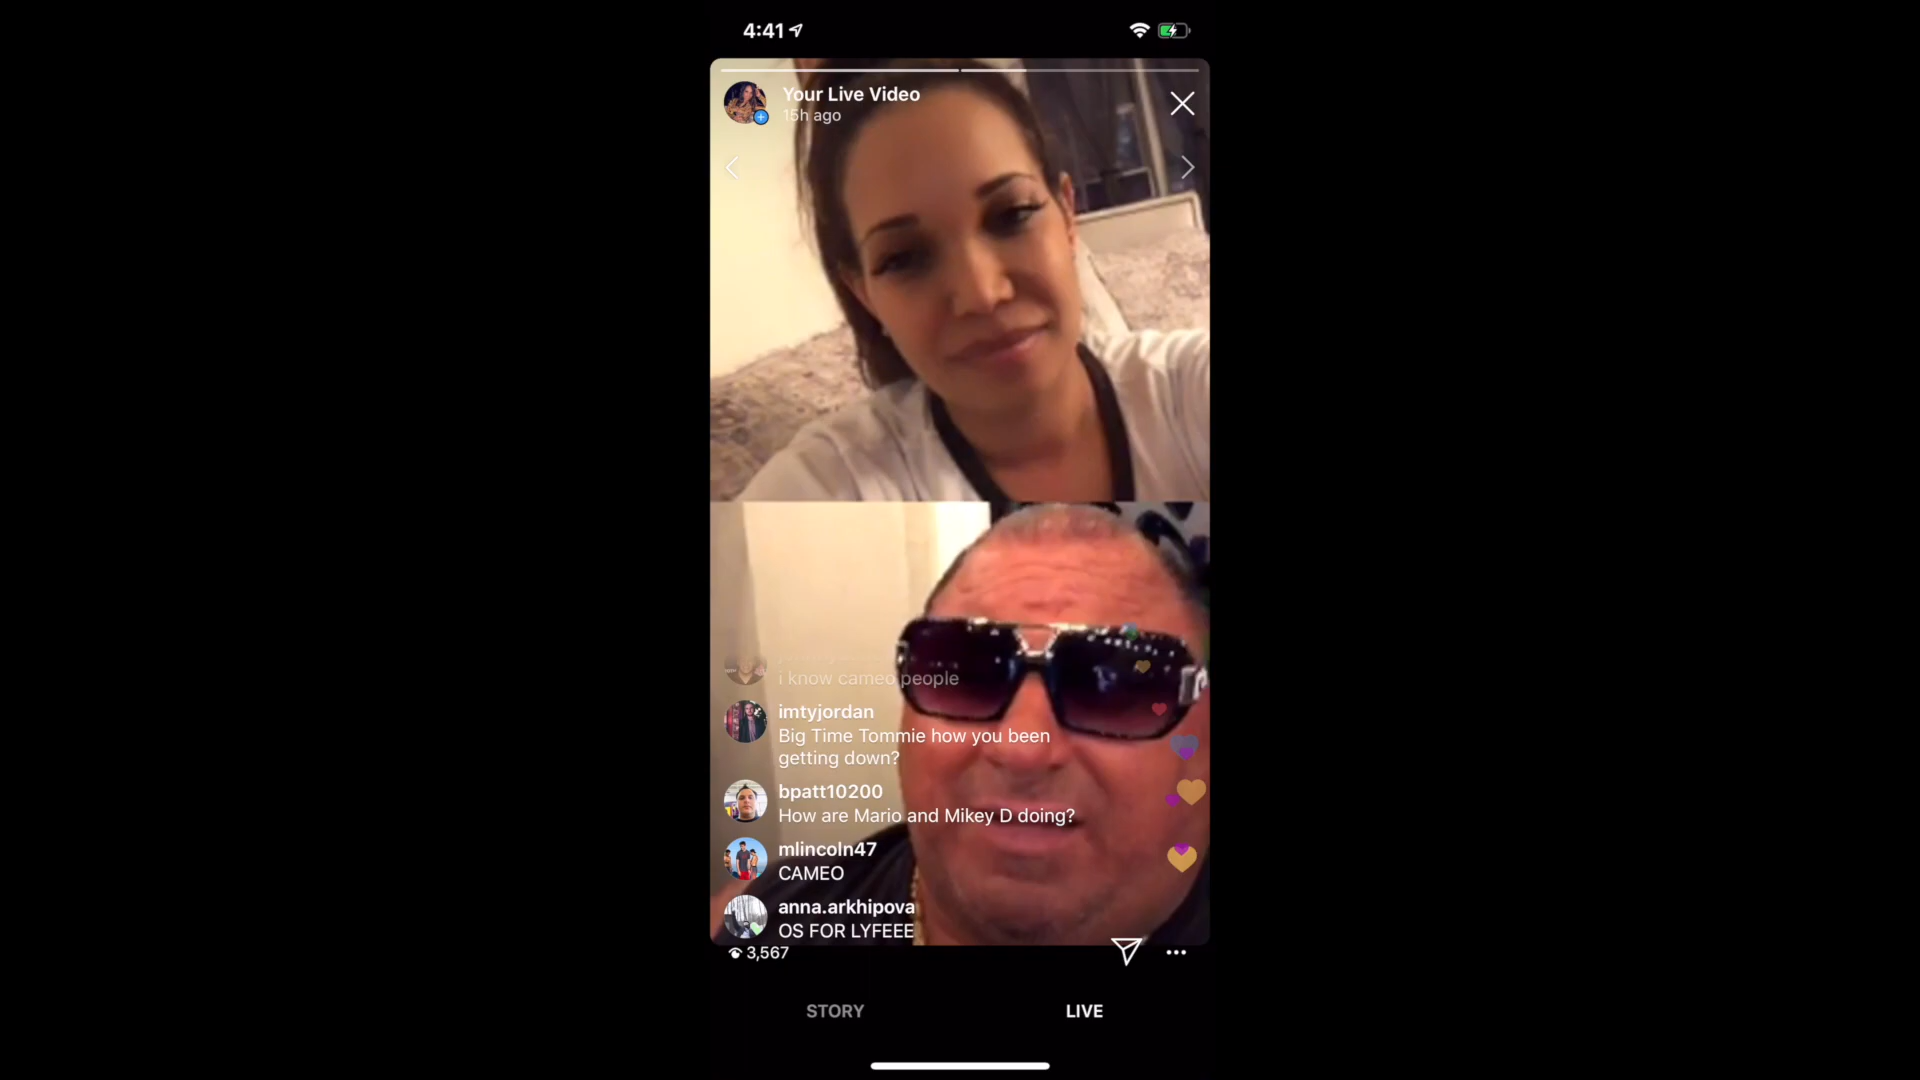 4:41
Your Live Video
15h ago
i know cameo people
imtyjordan
Big Time Tommie how you been
getting down?
bpatt10200
How are Mario and Mikey D doing?
mlincoln47
CAMEO
anna.arkhipova
OS FOR LYFEEE
3,567
STORY
LIVE